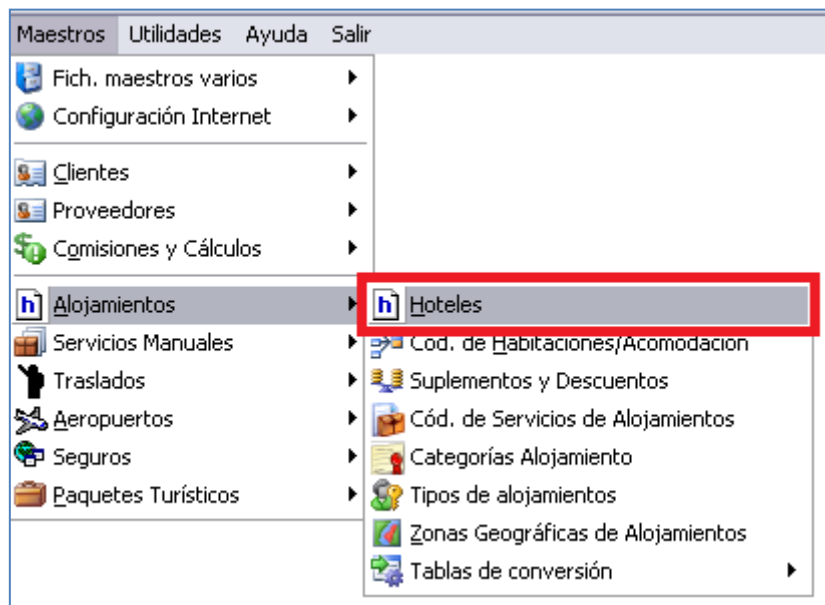 Maestros Utilidades Ayuda Salir
Fich. maestros varios
Configuración Internet
Clientes
Proveedores
Comisiones y Cálculos
Alojamientos
Servicios Manuales
Traslados
Aeropuertos
Seguros
Paquetes Turísticos
Hoteles
Cód. de Habitaciones/Acomodación
Suplementos y Descuentos
Cód. de Servicios de Alojamientos
Categorías Alojamiento
Tipos de alojamientos
Zonas Geográficas de Alojamientos
Tablas de conversión